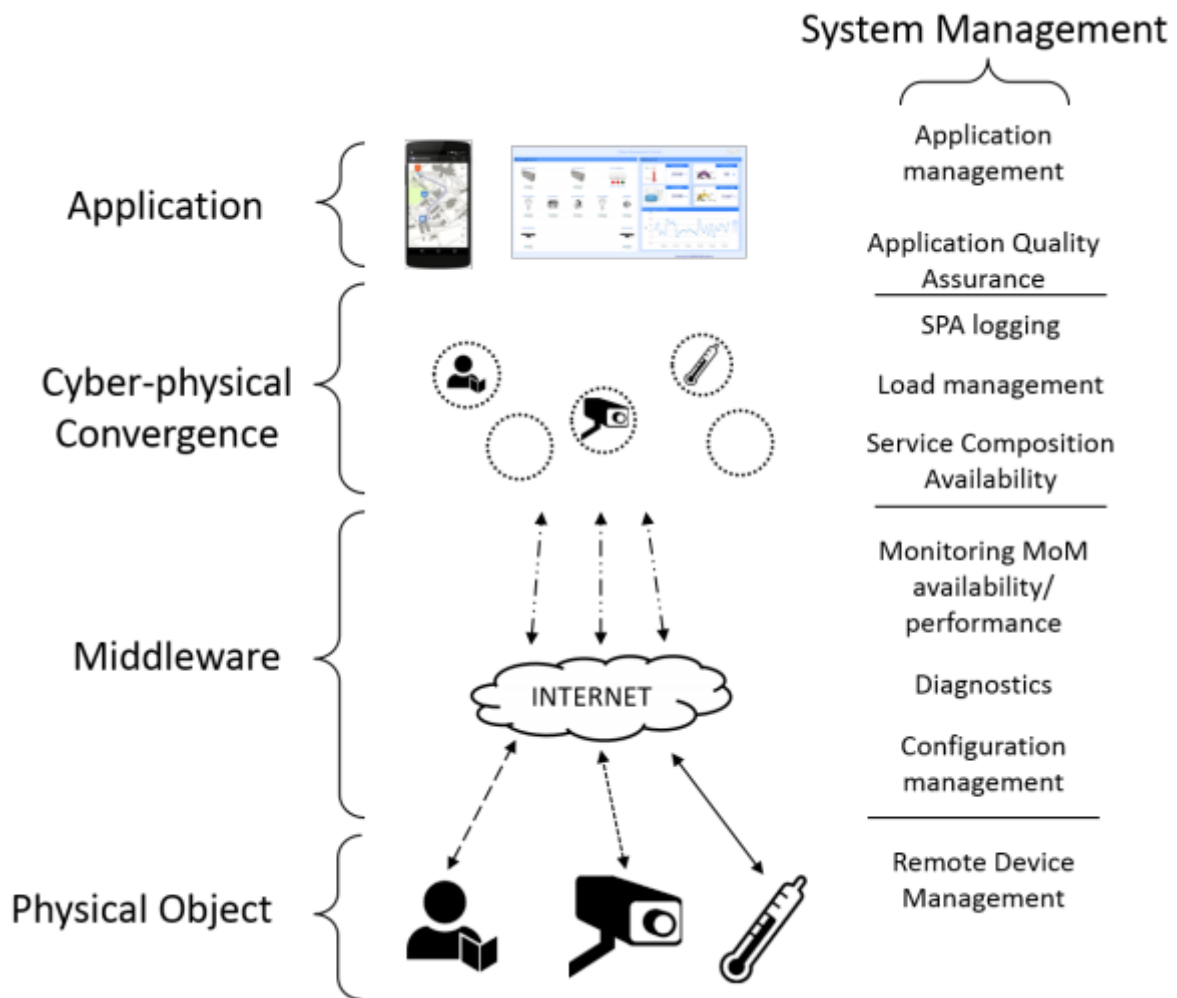 System Management
Application
management
Application
Application Quality
Assurance
SPA logging
Cyber-physical
Convergence
Load management
Service Composition
Availability
Monitoring MoM
availability/
performance
Middleware
INTERNET
Diagnostics
Configuration
management
Remote Device
Management
Physical Object